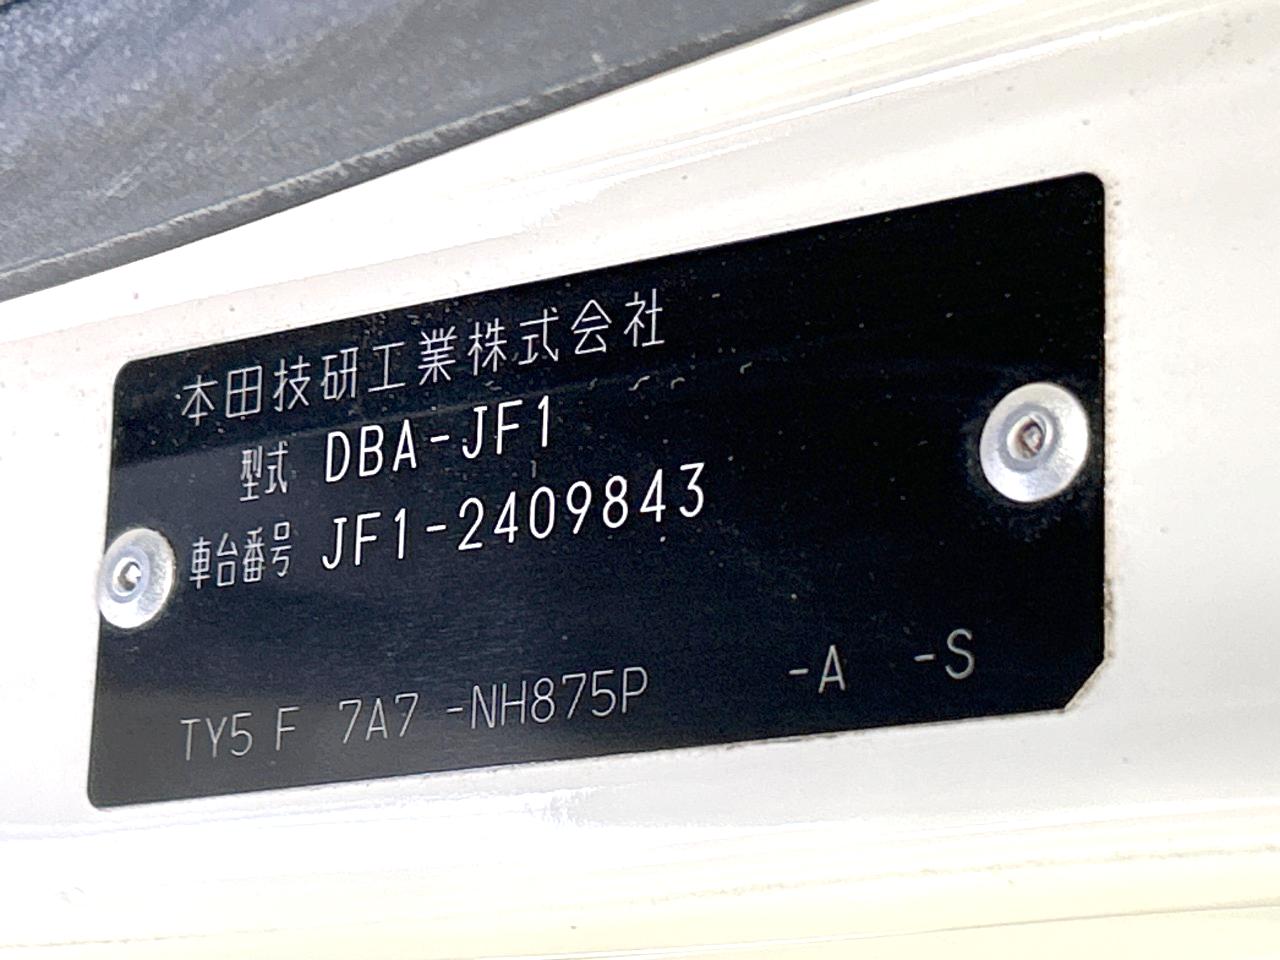 本田技研工業株式会社
型式 DBA-JF1
車台番号 JF1-2409843
TY5 F 7A7 -NH875P -A -S